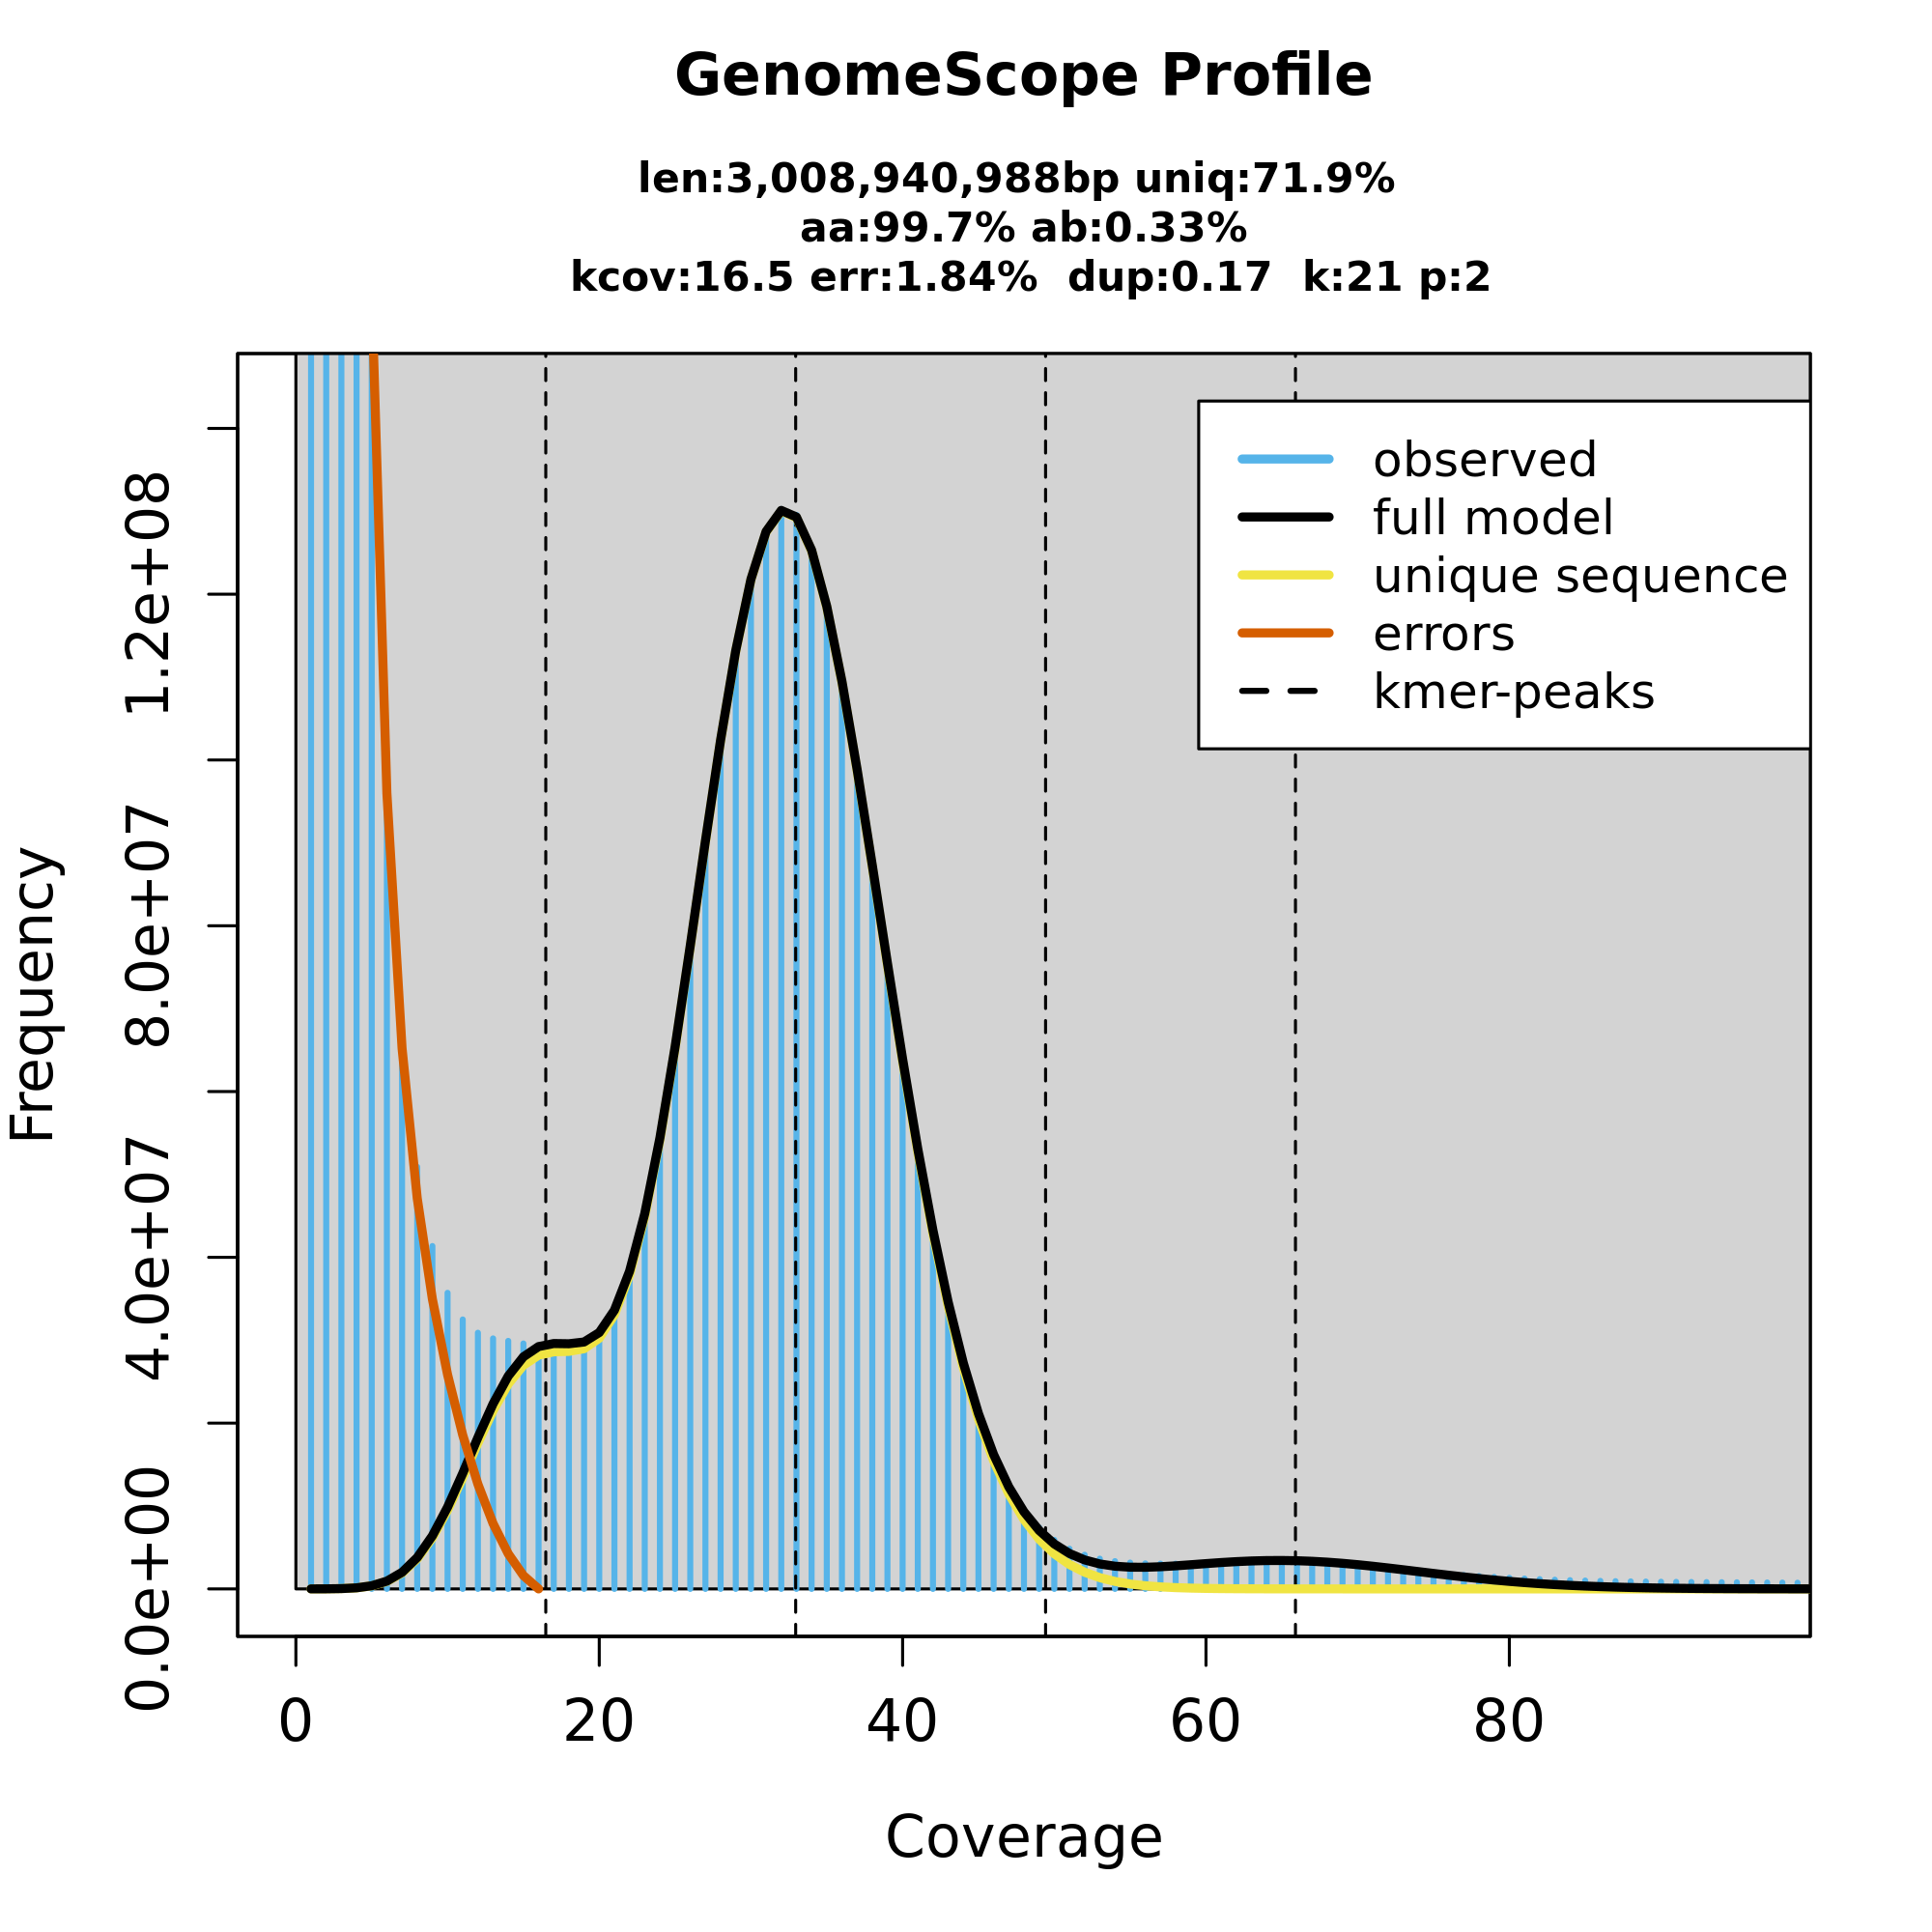 GenomeScope Profile
len:3,008,940,988bp uniq:71.9%
aa:99.7% ab:0.33%
kcov:16.5 err:1.84% dup:0.17 k:21 p:2
observed
full model
unique sequence
errors
kmer-peaks
Frequency
1.2e+08
8.0e+07
4.0e+07
0.0e+00
0 20 40 60 80
Coverage